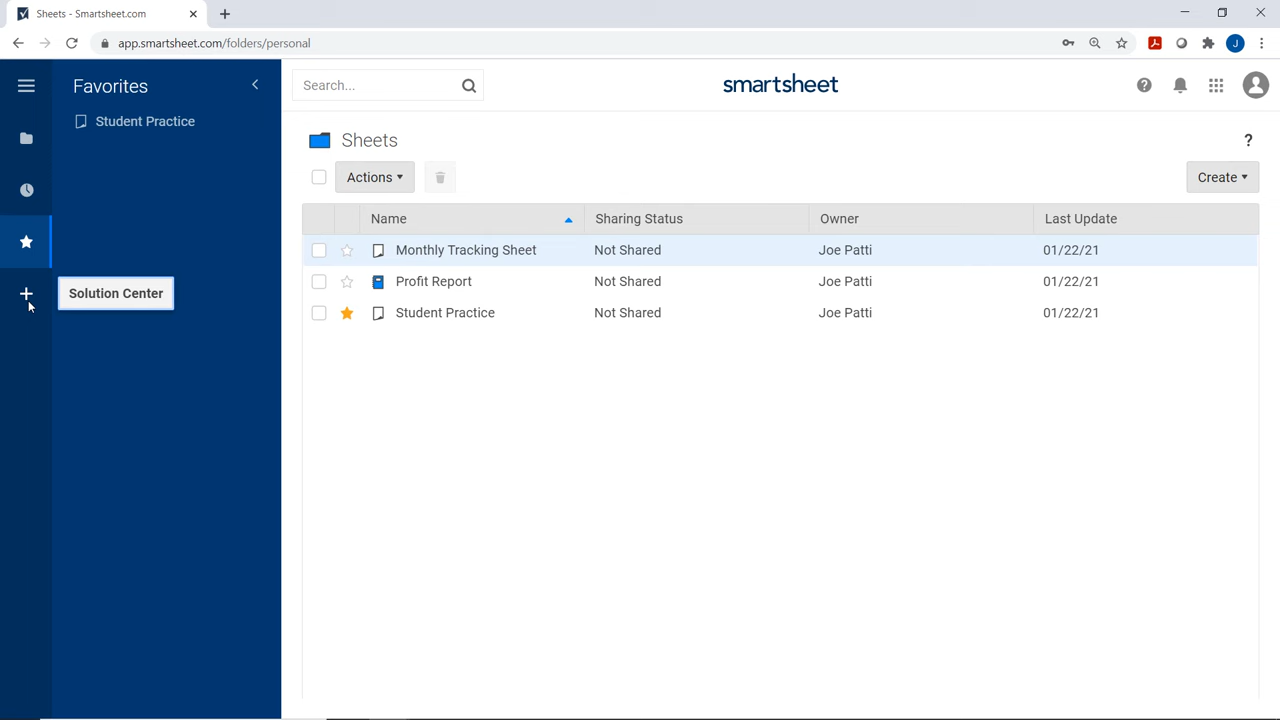 Sheets - Smartsheet.com
app.smartsheet.com/folders/personal
J
Favorites
Search...
smartsheet
Student Practice
Sheets
?
Actions
Create
Name
Sharing Status
Owner
Last Update
Monthly Tracking Sheet
Not Shared
Joe Patti
01/22/21
Solution Center
Profit Report
Not Shared
Joe Patti
01/22/21
Student Practice
Not Shared
Joe Patti
01/22/21